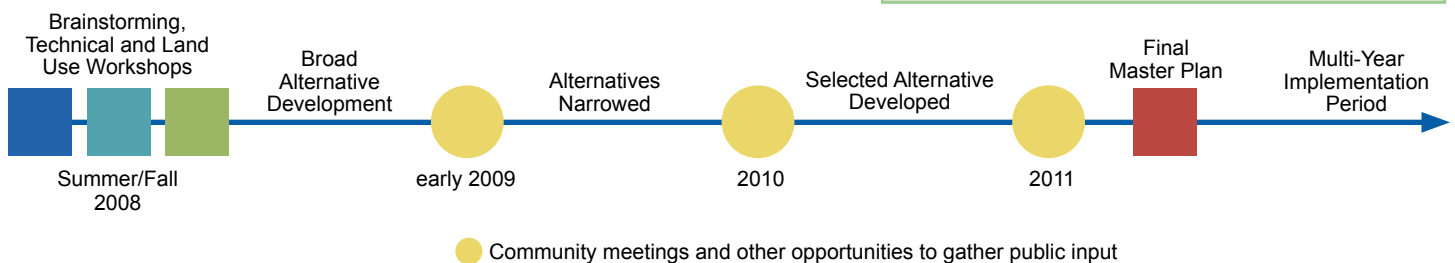 Brainstorming,
Technical and Land
Use Workshops
Broad
Alternative
Development
Alternatives
Narrowed
Selected Alternative
Developed
Final
Master Plan
Multi-Year
Implementation
Period
Summer/Fall
2008
early 2009
2010
2011
Community meetings and other opportunities to gather public input